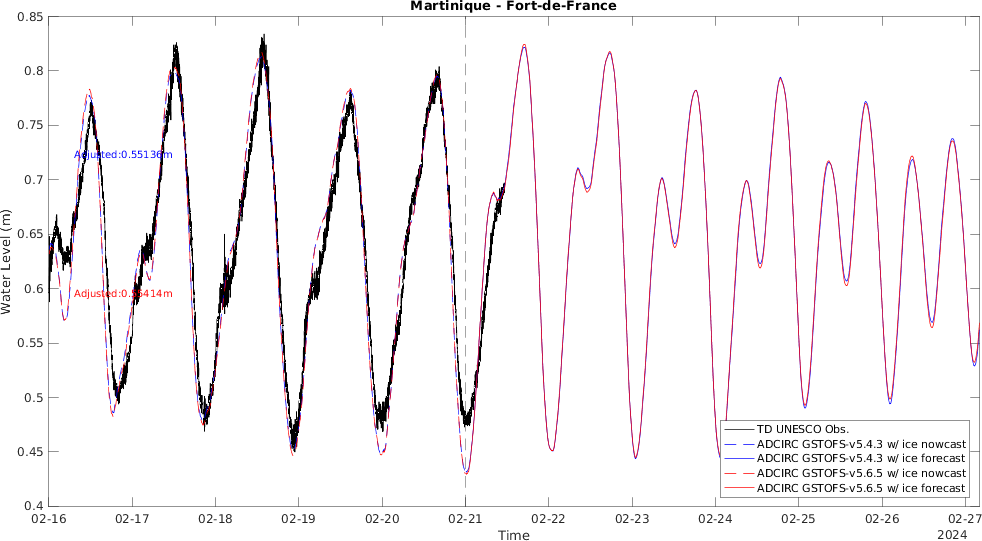 Martinique - Fort-de-France
0.85
0.8
0.75
0.7
0.65
0.6
0.55
0.5
0.45
0.4
Water Level (m)
Adjusted:0.55136m
Adjusted:0.55414m
TD UNESCO Obs.
ADCIRC GSTOFS-v5.4.3 w/ ice nowcast
ADCIRC GSTOFS-v5.4.3 w/ ice forecast
ADCIRC GSTOFS-v5.6.5 w/ ice nowcast
ADCIRC GSTOFS-v5.6.5 w/ ice forecast
02-16 02-17 02-18 02-19 02-20 02-21 02-22 02-23 02-24 02-25 02-26 02-27
Time
2024